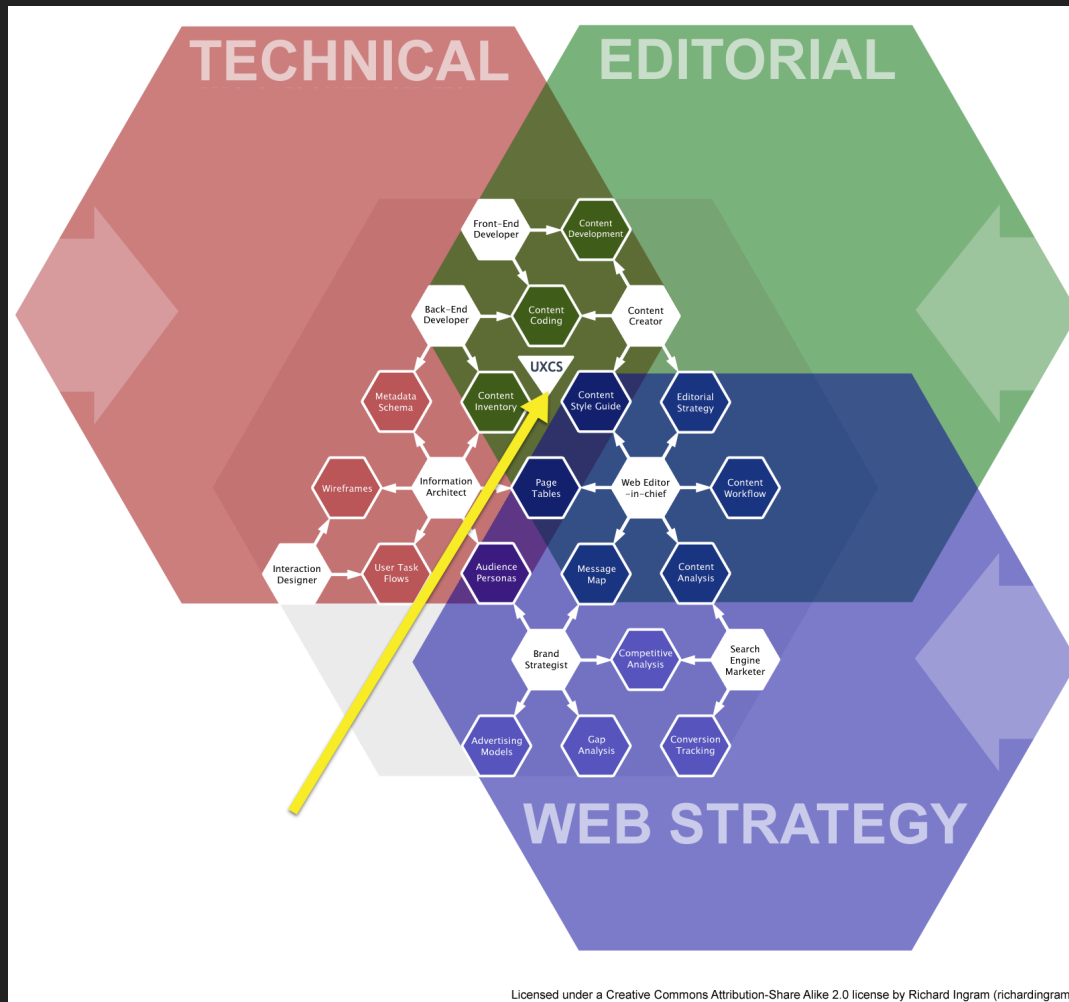 TECHNICAL
EDITORIAL
Front-End
Developer
Content
Development
Back-End
Developer
Content
Coding
Content
Creator
UXCS
Metadata
Schema
Content
Inventory
Content
Style Guide
Editorial
Strategy
Wireframes
Information
Architect
Page
Tables
Web Editor
-in-chief
Content
Workflow
Interaction
Designer
User Task
Flows
Audience
Personas
Message
Map
Content
Analysis
Brand
Strategist
Competitive
Analysis
Search
Engine
Marketer
Advertising
Models
Gap
Analysis
Conversion
Tracking
WEB STRATEGY
Licensed under a Creative Commons Attribution-Share Alike 2.0 license by Richard Ingram (richardingram